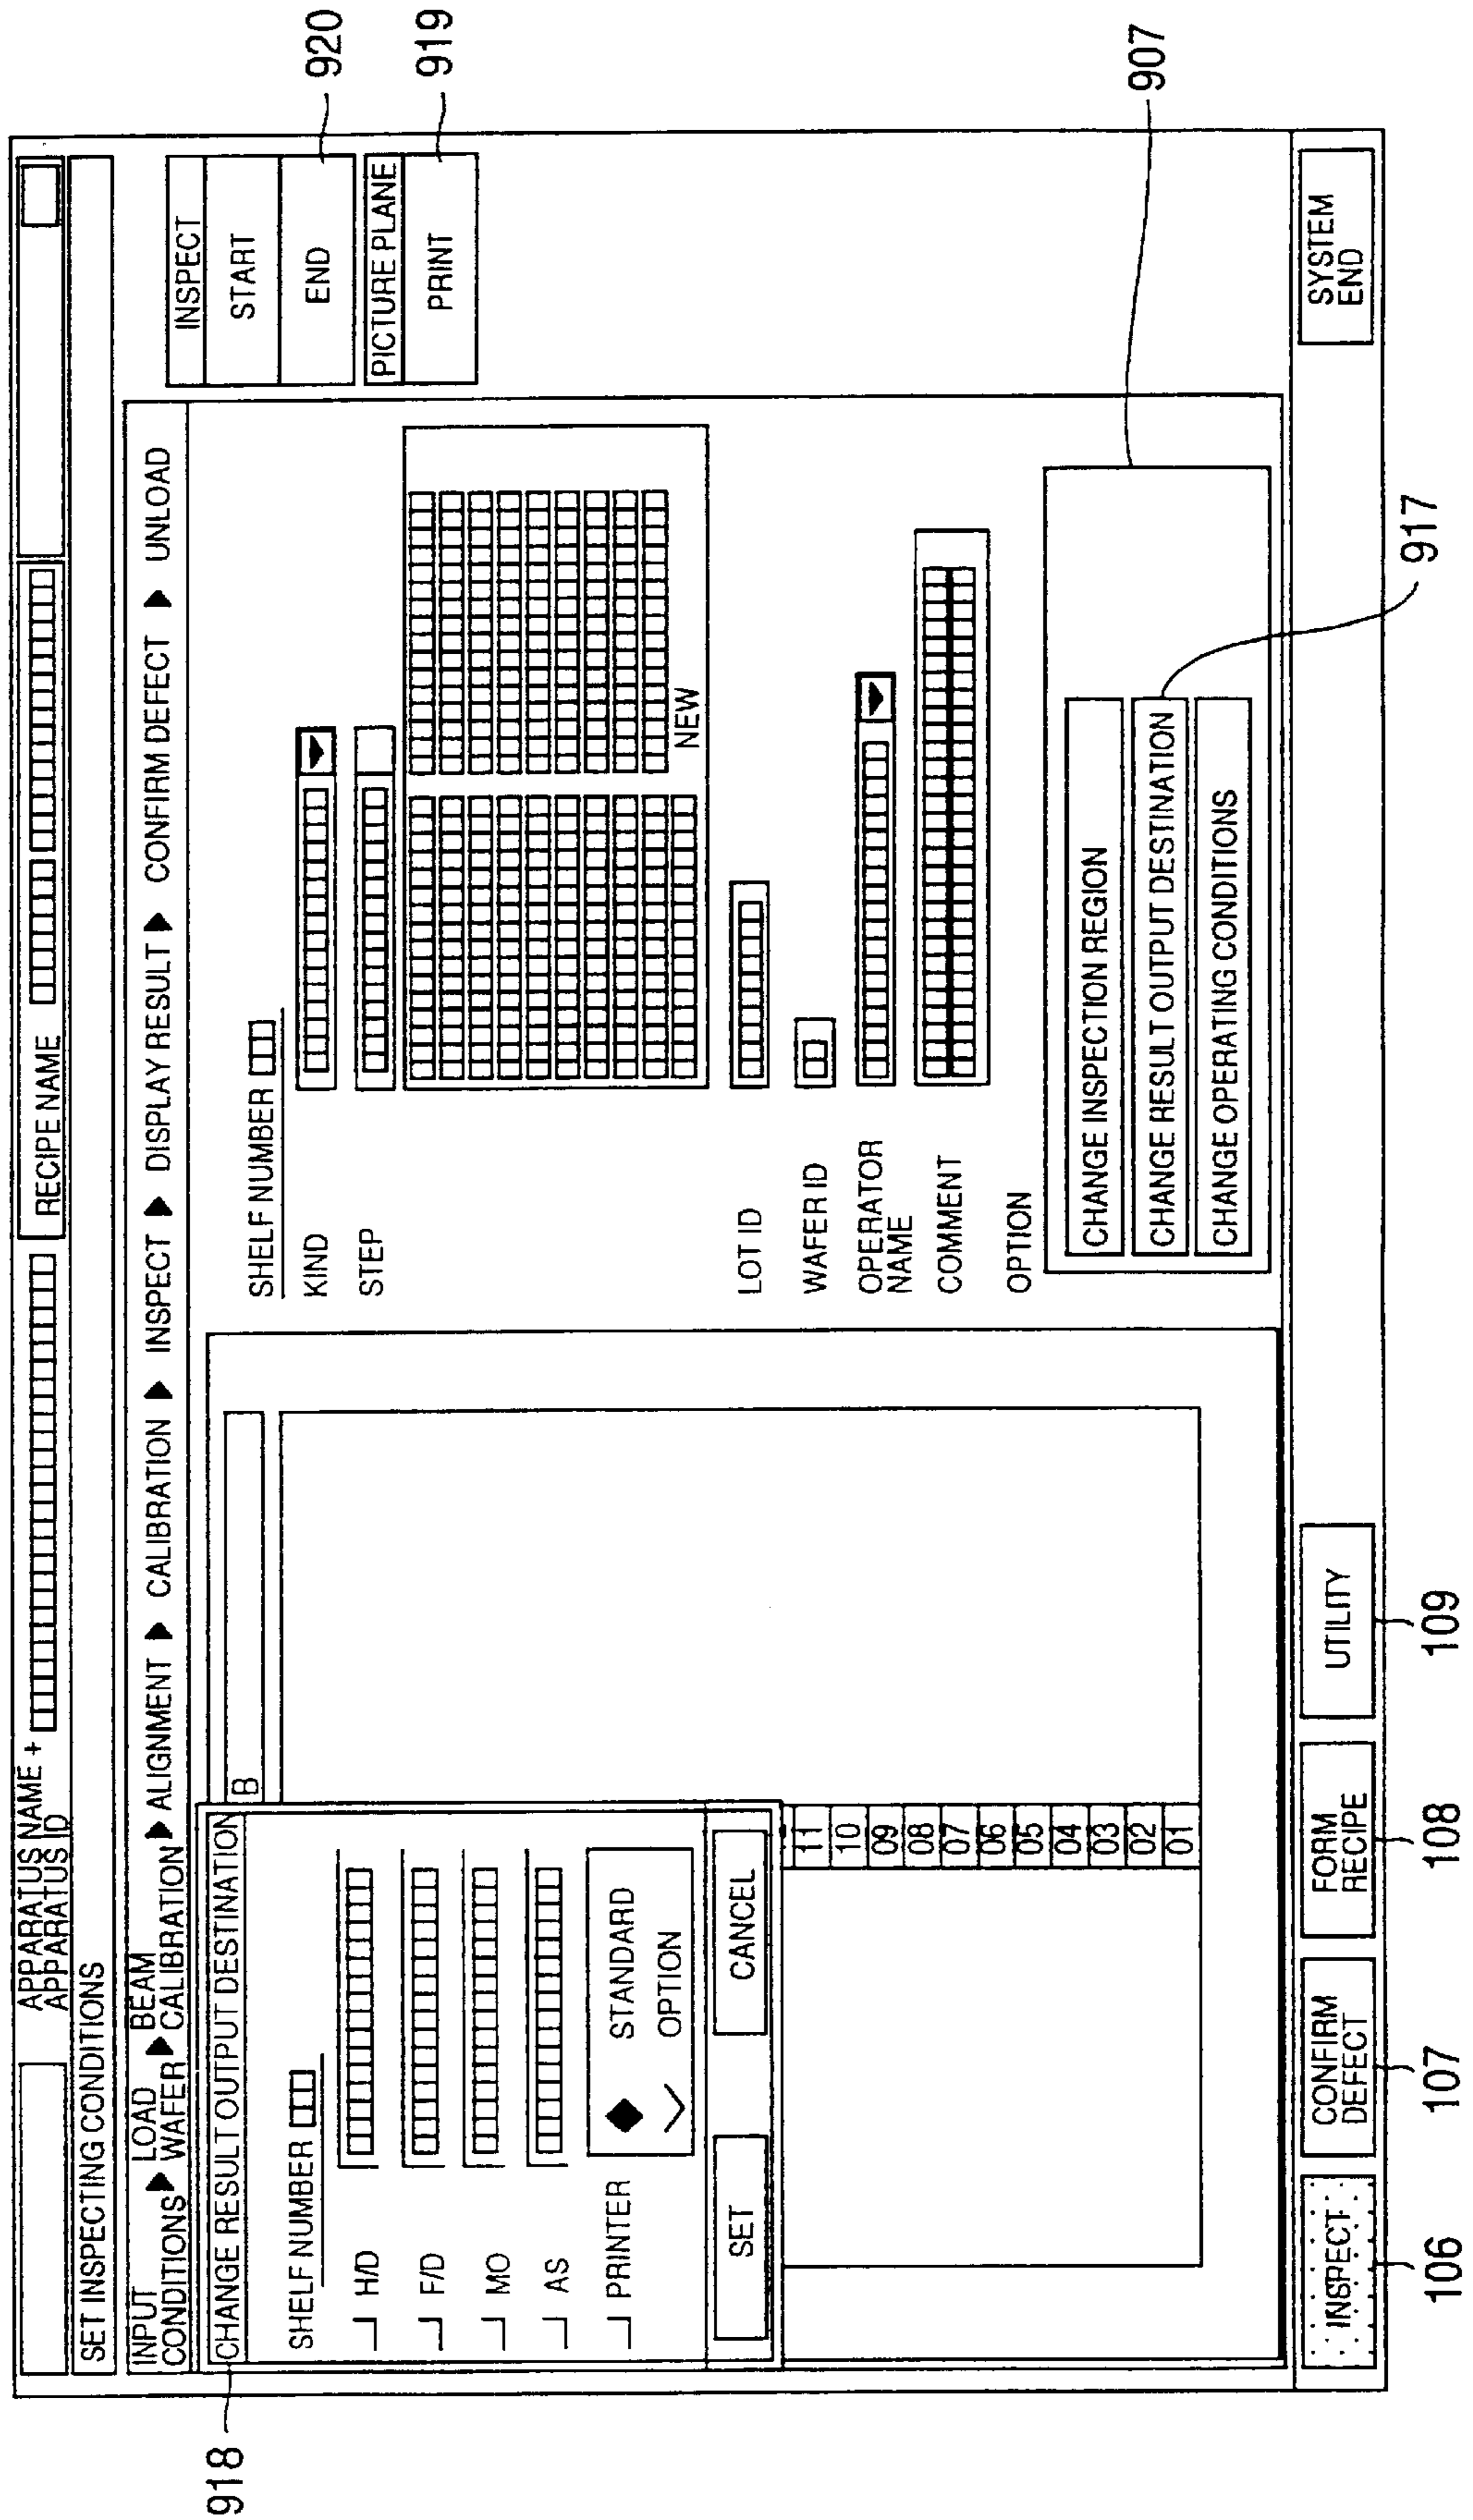 APPARATUS NAME +
APPARATUS ID
RECIPE NAME
SET INSPECTING CONDITIONS
INPUT CONDITIONS ▶ LOAD WAFER ▶ BEAM CALIBRATION ▶ ALIGNMENT ▶ CALIBRATION ▶ INSPECT ▶ DISPLAY RESULT ▶ CONFIRM DEFECT ▶ UNLOAD
918
CHANGE RESULT OUTPUT DESTINATION
SHELF NUMBER
H/D
F/D
MO
AS
PRINTER
STANDARD
OPTION
SET
CANCEL
B
11
10
09
08
07
06
05
04
03
02
01
SHELF NUMBER
KIND
STEP
NEW
LOT ID
WAFER ID
OPERATOR
NAME
COMMENT
OPTION
CHANGE INSPECTION REGION
CHANGE RESULT OUTPUT DESTINATION
CHANGE OPERATING CONDITIONS
917
907
INSPECT
START
END
920
PICTURE PLANE
PRINT
919
INSPECT
CONFIRM
DEFECT
FORM
RECIPE
UTILITY
SYSTEM
END
106
107
108
109